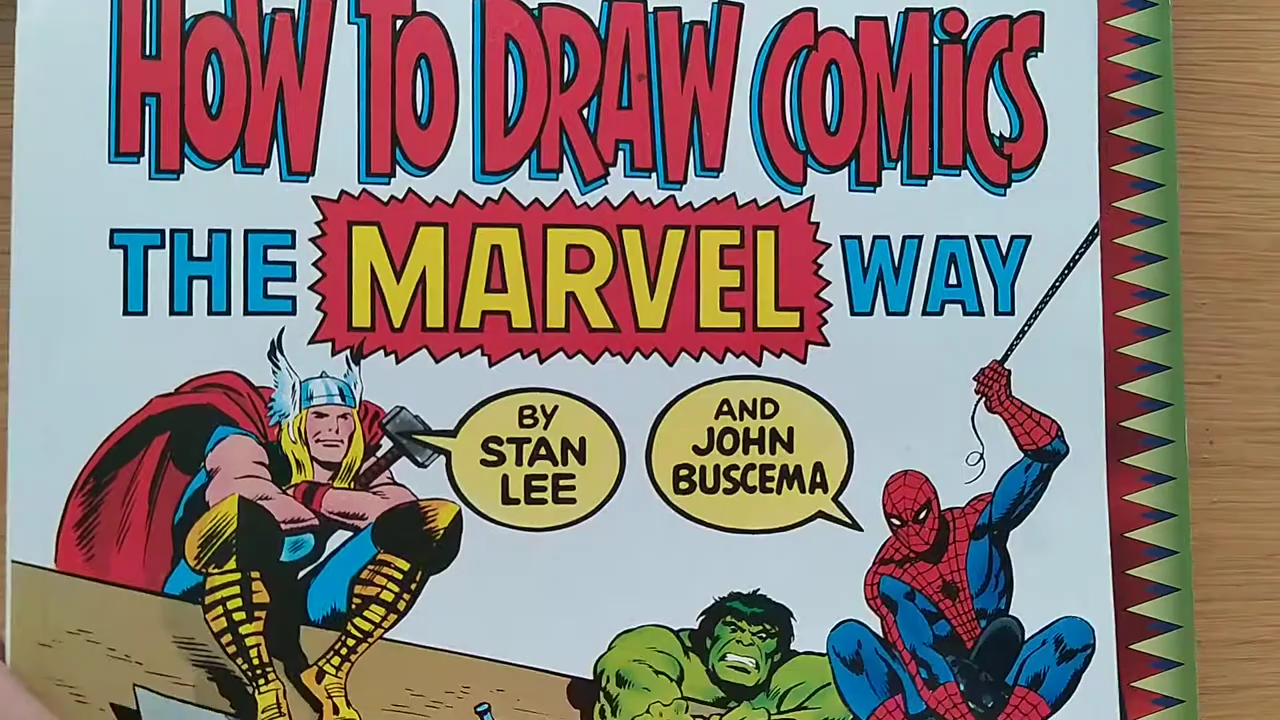 HOW TO DRAW COMICS
THE MARVEL WAY
BY
STAN
LEE
AND
JOHN
BUSCEMA